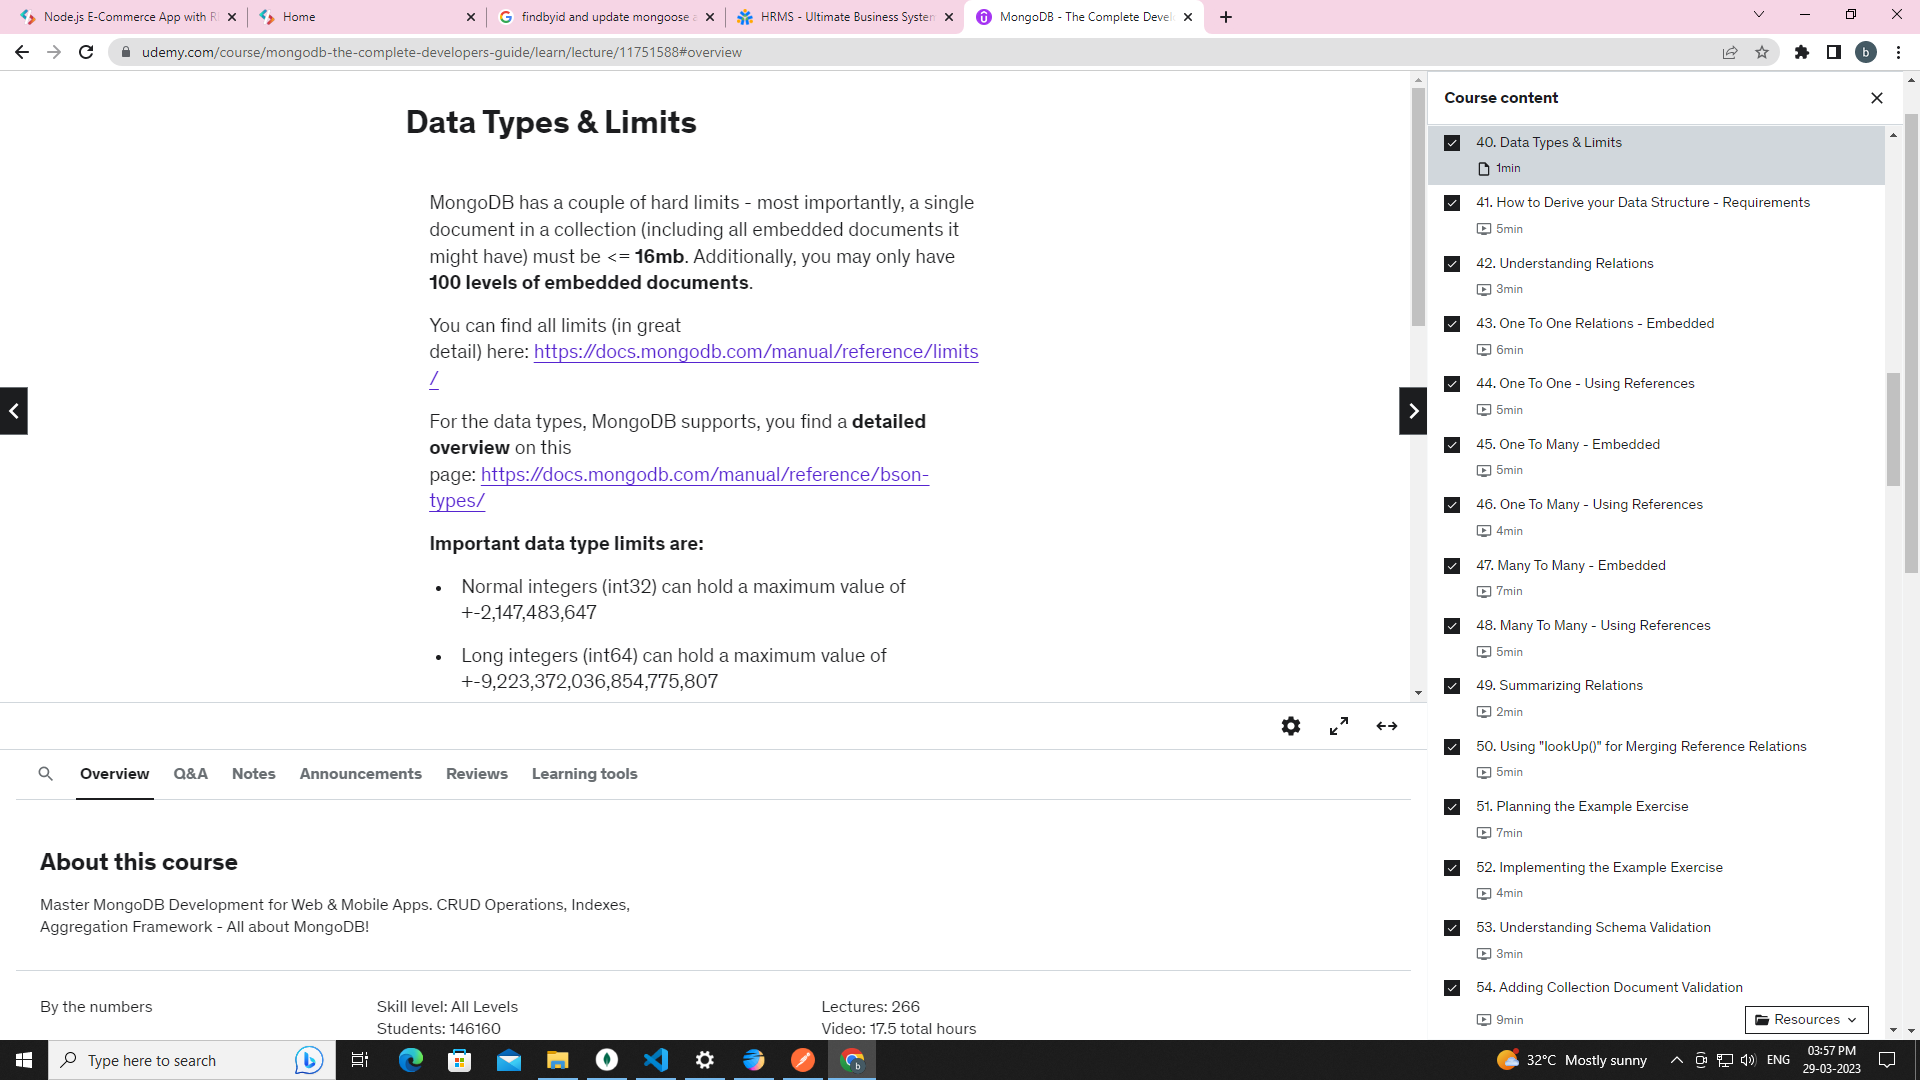 Node.js E-Commerce App with R
Home
findbyid and update mongoose
HRMS - Ultimate Business System
MongoDB - The Complete Devel
udemy.com/course/mongodb-the-complete-developers-guide/learn/lecture/11751588#overview
b
Data Types & Limits
MongoDB has a couple of hard limits - most importantly, a single
document in a collection (including all embedded documents it
might have) must be <= 16mb. Additionally, you may only have
100 levels of embedded documents.
You can find all limits (in great
detail) here: https://docs.mongodb.com/manual/reference/limits
/
For the data types, MongoDB supports, you find a detailed
overview on this
page: https://docs.mongodb.com/manual/reference/bson-
types/
Important data type limits are:
• Normal integers (int32) can hold a maximum value of
+-2,147,483,647
• Long integers (int64) can hold a maximum value of
+-9,223,372,036,854,775,807
Overview
Q&A
Notes
Announcements
Reviews
Learning tools
About this course
Master MongoDB Development for Web & Mobile Apps. CRUD Operations, Indexes,
Aggregation Framework - All about MongoDB!
By the numbers
Skill level: All Levels
Students: 146160
Lectures: 266
Video: 17.5 total hours
Course content
40. Data Types & Limits
1min
41. How to Derive your Data Structure - Requirements
5min
42. Understanding Relations
3min
43. One To One Relations - Embedded
6min
44. One To One - Using References
5min
45. One To Many - Embedded
5min
46. One To Many - Using References
4min
47. Many To Many - Embedded
7min
48. Many To Many - Using References
5min
49. Summarizing Relations
2min
50. Using "lookUp()" for Merging Reference Relations
5min
51. Planning the Example Exercise
7min
52. Implementing the Example Exercise
4min
53. Understanding Schema Validation
3min
54. Adding Collection Document Validation
9min
Resources
Type here to search
32°C Mostly sunny
ENG
03:57 PM
29-03-2023